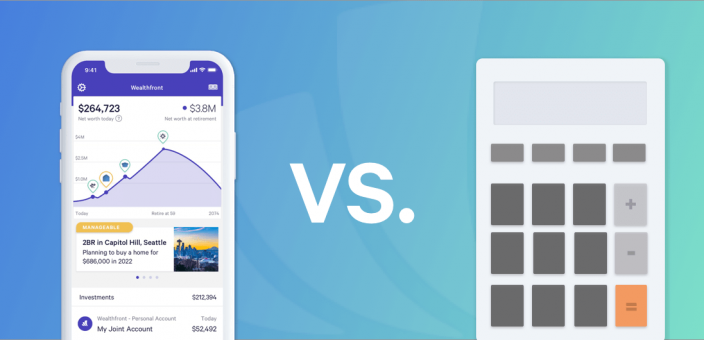 9:41
Wealthfront
$264,723
$3.8M
Net worth today ?
Net worth at retirement
$4M
$2.5M
$1.0M
Today
Retire at 59
2074
MANAGEABLE
2BR in Capitol Hill, Seattle
Planning to buy a home for
$686,000 in 2022
Investments
$212,394
Wealthfront - Personal Account
Today
My Joint Account
$52,492
VS.
+
-
=